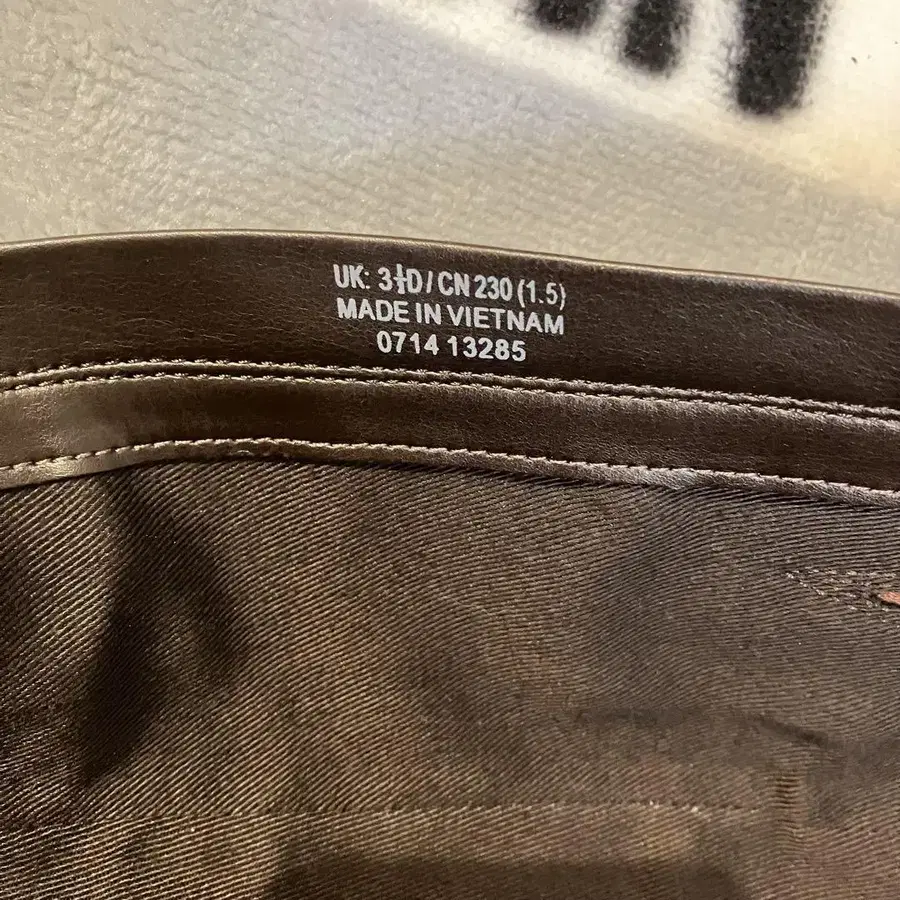 UK: 3½D / CN 230 (1.5)
MADE IN VIETNAM
0714 13285